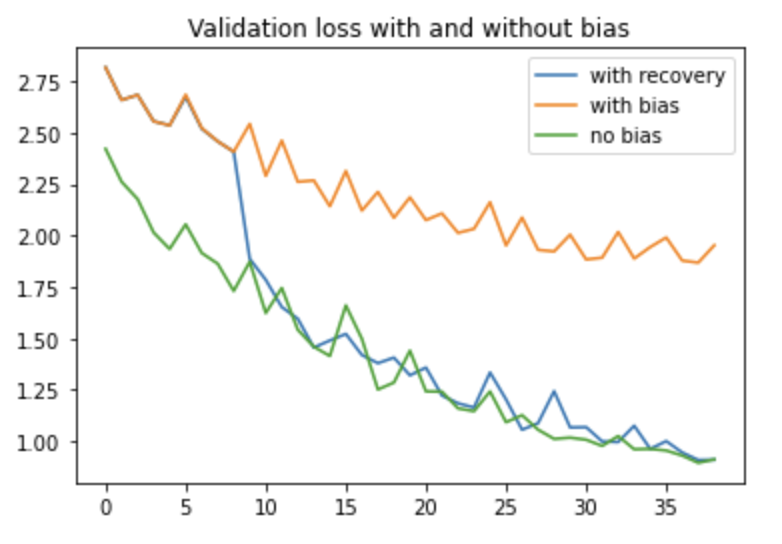 Validation loss with and without bias
with recovery
with bias
no bias
2.75
2.50
2.25
2.00
1.75
1.50
1.25
1.00
0 5 10 15 20 25 30 35